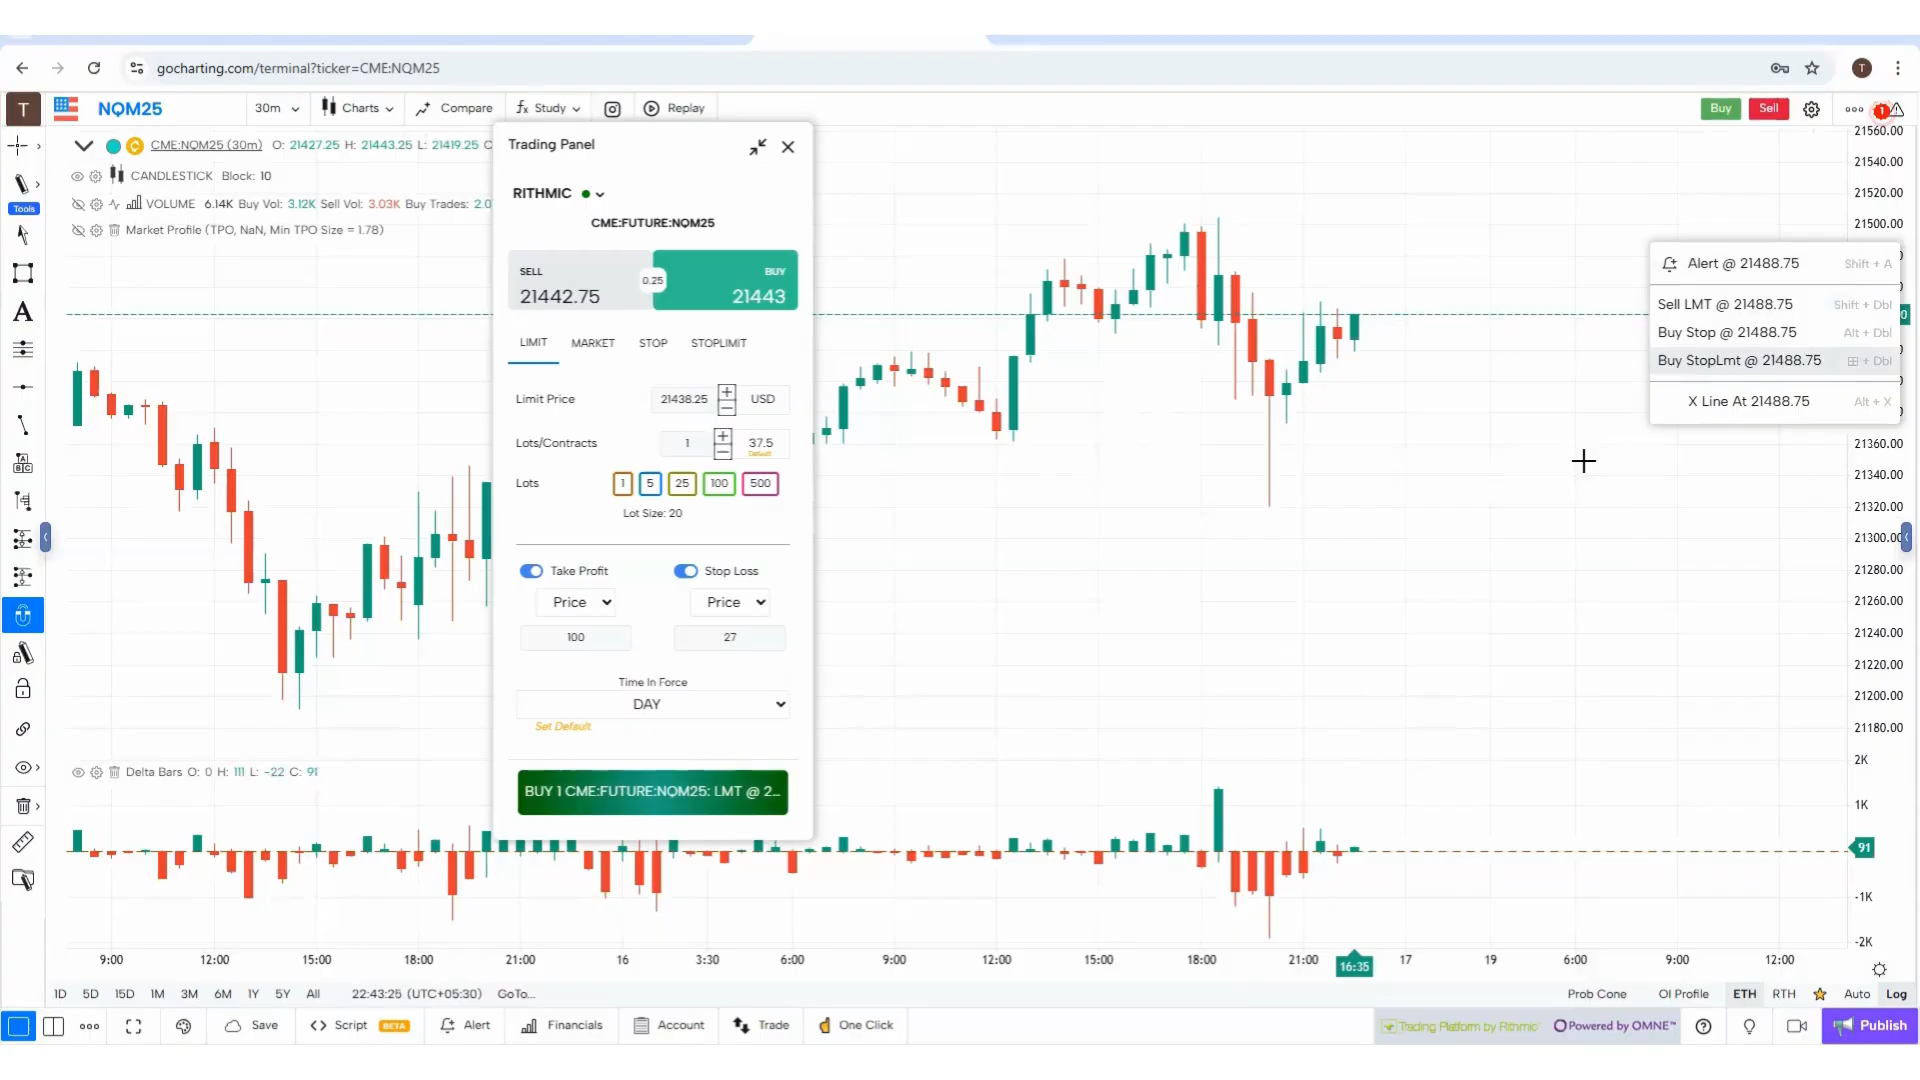 gocharting.com/terminal?ticker=CME:NQM25
T
T
NQM25
30m
Charts
Compare
fx Study
Replay
Buy
Sell
1
CME:NQM25 (30m) O: 21427.25 H: 21443.25 L: 21419.25 C
CANDLESTICK Block: 10
VOLUME 6.14K Buy Vol: 3.12K Sell Vol: 3.03K Buy Trades: 2.0
Market Profile (TPO, NaN, Min TPO Size = 1.78)
Tools
Trading Panel
RITHMIC
CME:FUTURE:NQM25
SELL
21442.75
0.25
BUY
21443
LIMIT
MARKET
STOP
STOPLIMIT
Limit Price
21438.25
+
−
USD
Lots/Contracts
1
+
−
37.5
Default
Lots
1
5
25
100
500
Lot Size: 20
Take Profit
Stop Loss
Price
Price
100
27
Time In Force
DAY
Set Default
BUY 1 CME:FUTURE:NQM25: LMT @ 2...
Alert @ 21488.75 Shift + A
Sell LMT @ 21488.75 Shift + Dbl
Buy Stop @ 21488.75 Alt + Dbl
Buy StopLmt @ 21488.75 ⊞ + Dbl
X Line At 21488.75 Alt + X
21560.00
21540.00
21520.00
21500.00
21360.00
21340.00
21320.00
21300.00
21280.00
21260.00
21240.00
21220.00
21200.00
21180.00
2K
1K
91
-1K
-2K
Delta Bars O: 0 H: 111 L: -22 C: 91
9:00
12:00
15:00
18:00
21:00
16
3:30
6:00
9:00
12:00
15:00
18:00
21:00
16:35
17
19
6:00
9:00
12:00
1D
5D
15D
1M
3M
6M
1Y
5Y
All
22:43:25 (UTC+05:30)
GoTo...
Prob Cone
OI Profile
ETH
RTH
Auto
Log
Save
Script BETA
Alert
Financials
Account
Trade
One Click
Trading Platform by Rithmic
Powered by OMNE™
Publish